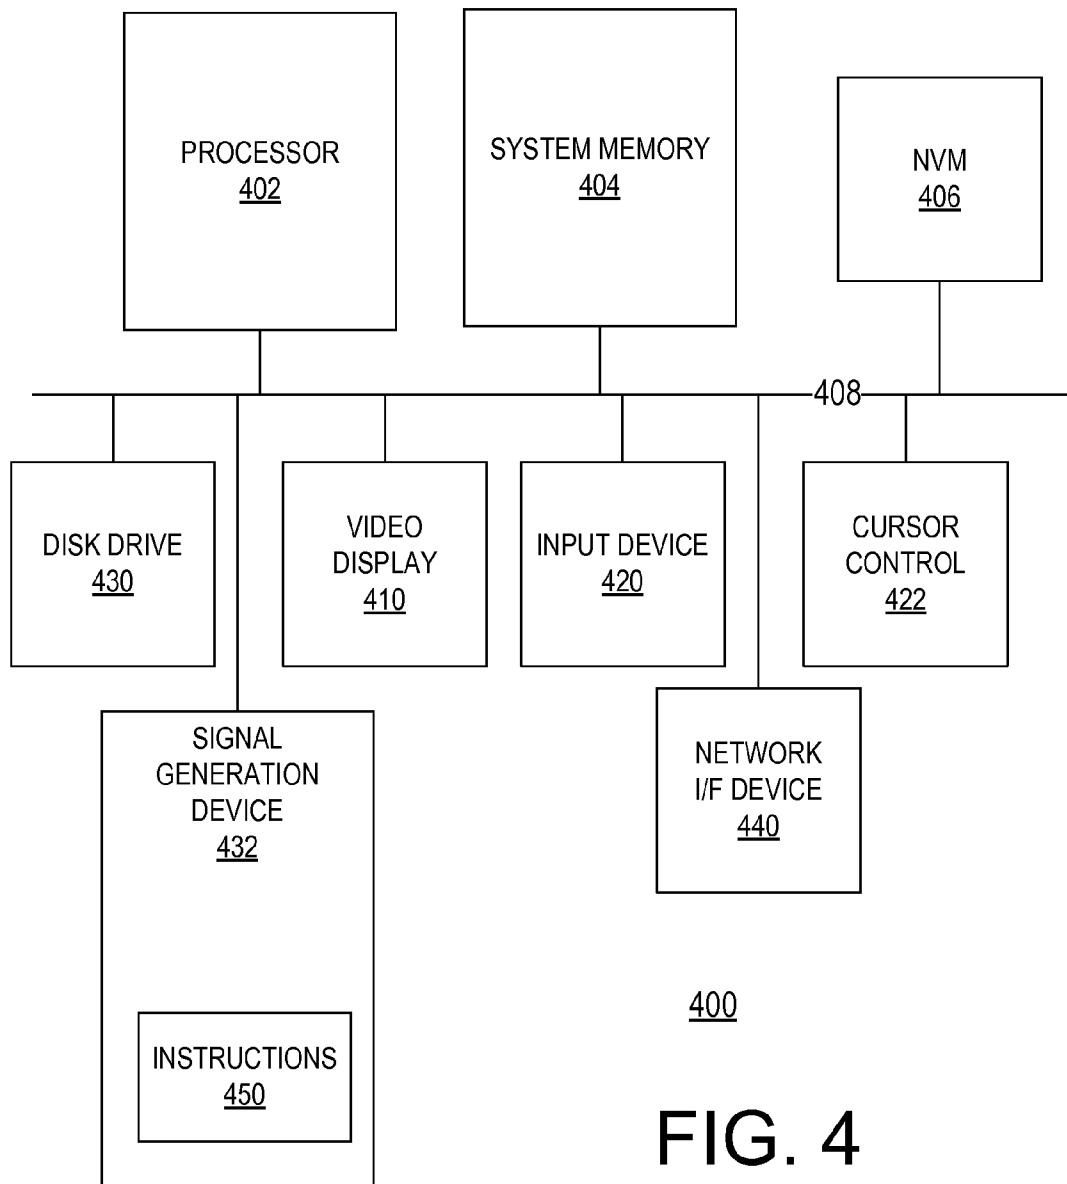 PROCESSOR
402
SYSTEM MEMORY
404
NVM
406
408
DISK DRIVE
430
VIDEO
DISPLAY
410
INPUT DEVICE
420
CURSOR
CONTROL
422
SIGNAL
GENERATION
DEVICE
432
NETWORK
I/F DEVICE
440
INSTRUCTIONS
450
400
FIG. 4